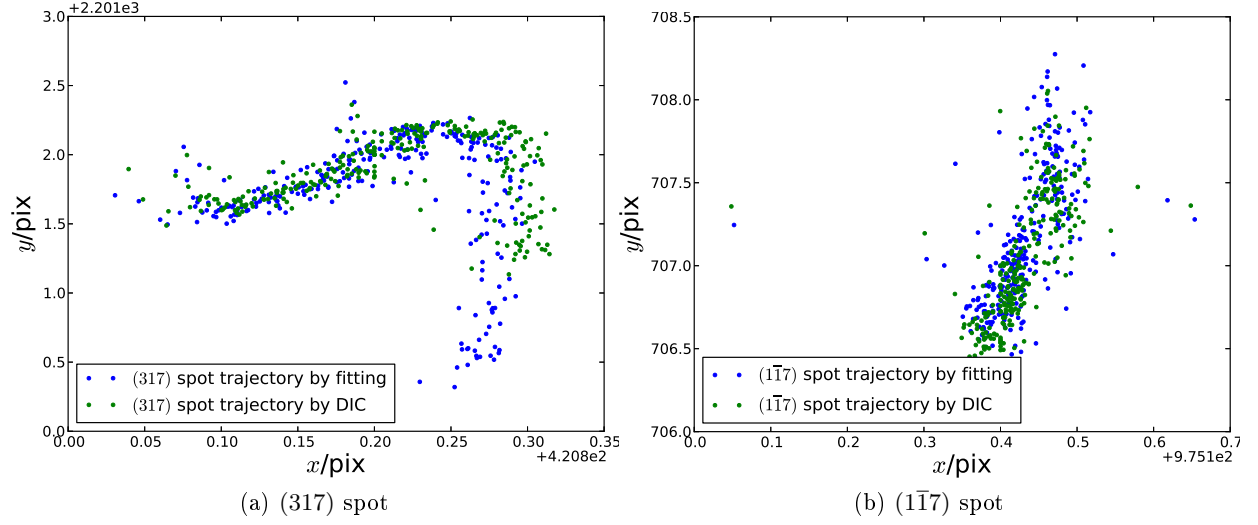 +2.201e3
3.0
2.5
2.0
1.5
1.0
0.5
0.0
y/pix
(317) spot trajectory by fitting
(317) spot trajectory by DIC
0.00 0.05 0.10 0.15 0.20 0.25 0.30 0.35
x/pix
+4.208e2
(a) (317) spot
708.5
708.0
707.5
707.0
706.5
706.0
y/pix
(11̅7) spot trajectory by fitting
(11̅7) spot trajectory by DIC
0.0 0.1 0.2 0.3 0.4 0.5 0.6 0.7
x/pix
+9.751e2
(b) (11̅7) spot